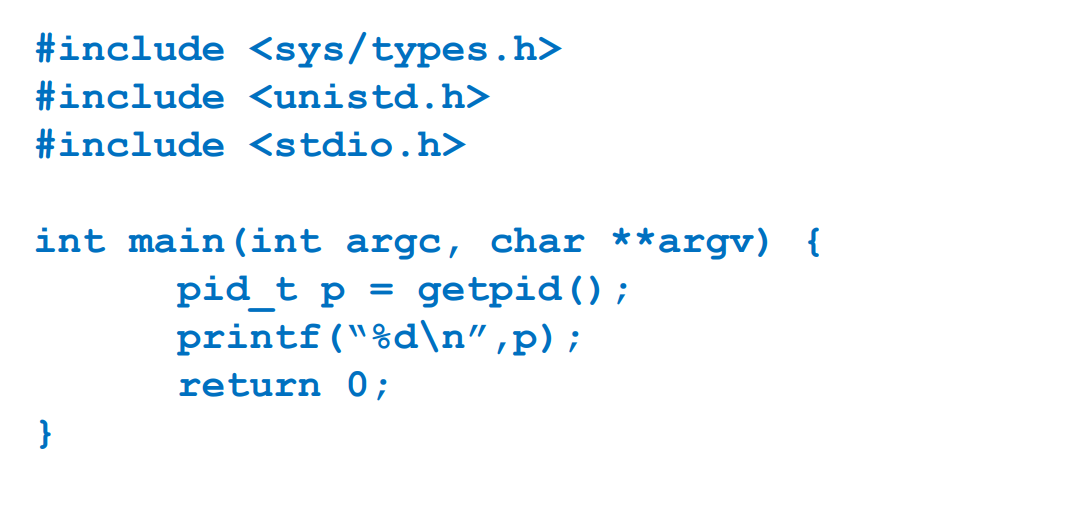 #include <sys/types.h>
#include <unistd.h>
#include <stdio.h>

int main(int argc, char **argv) {
      pid_t p = getpid();
      printf(“%d\n”,p);
      return 0;
}